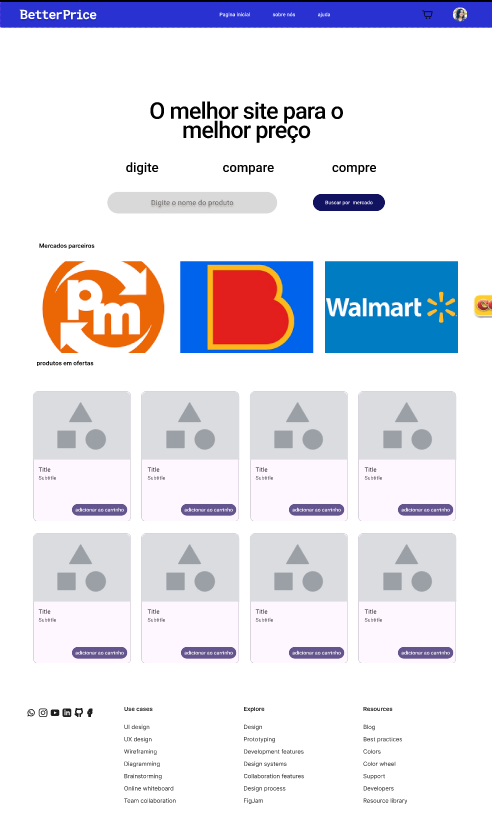 BetterPrice
Pagina inicial
sobre nós
ajuda
O melhor site para o
melhor preço
digite
compare
compre
Digite o nome do produto
Buscar por mercado
Mercados parceiros
pm
B
Walmart
produtos em ofertas
Title
Subtitle
adicionar ao carrinho
Title
Subtitle
adicionar ao carrinho
Title
Subtitle
adicionar ao carrinho
Title
Subtitle
adicionar ao carrinho
Title
Subtitle
adicionar ao carrinho
Title
Subtitle
adicionar ao carrinho
Title
Subtitle
adicionar ao carrinho
Title
Subtitle
adicionar ao carrinho
Use cases
UI design
UX design
Wireframing
Diagramming
Brainstorming
Online whiteboard
Team collaboration
Explore
Design
Prototyping
Development features
Design systems
Collaboration features
Design process
FigJam
Resources
Blog
Best practices
Colors
Color wheel
Support
Developers
Resource library